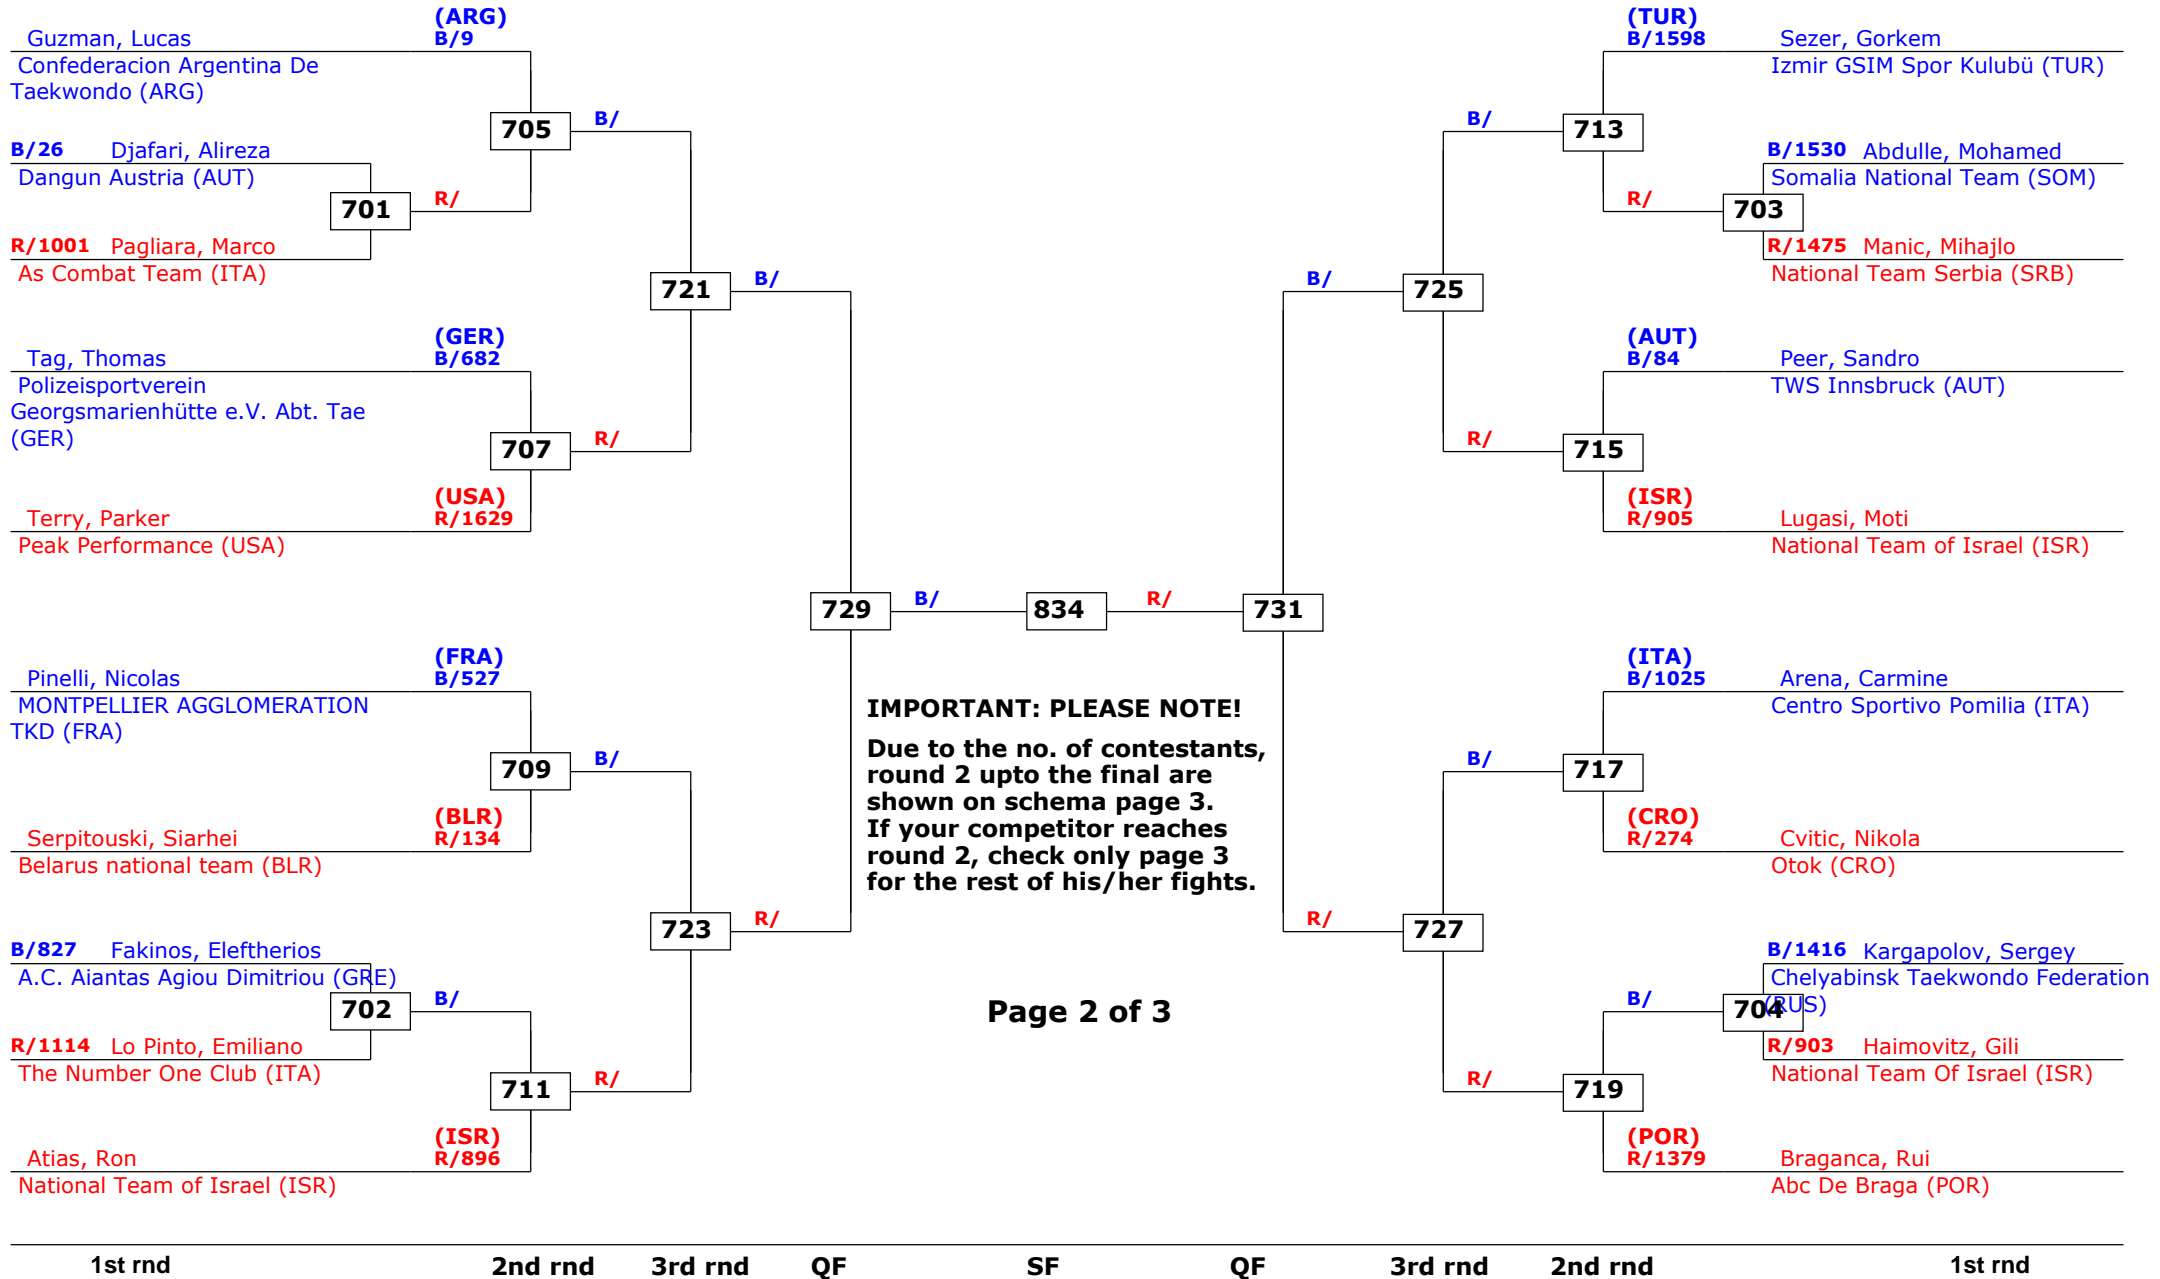 (ARG)
Guzman, Lucas B/9
Confederacion Argentina De
Taekwondo (ARG)
705 B/
B/26 Djafari, Alireza
Dangun Austria (AUT)
701 R/
R/1001 Pagliara, Marco
As Combat Team (ITA)
721 B/
(GER)
Tag, Thomas B/682
Polizeisportverein
Georgsmarienhütte e.V. Abt. Tae
(GER)
707 R/
(USA)
Terry, Parker R/1629
Peak Performance (USA)
729 B/
834
(FRA)
Pinelli, Nicolas B/527
MONTPELLIER AGGLOMERATION
TKD (FRA)
709 B/
(BLR)
Serpitouski, Siarhei R/134
Belarus national team (BLR)
723 R/
B/827 Fakinos, Eleftherios
A.C. Aiantas Agiou Dimitriou (GRE)
702 B/
R/1114 Lo Pinto, Emiliano
The Number One Club (ITA)
711 R/
(ISR)
Atias, Ron R/896
National Team of Israel (ISR)
IMPORTANT: PLEASE NOTE!
Due to the no. of contestants,
round 2 upto the final are
shown on schema page 3.
If your competitor reaches
round 2, check only page 3
for the rest of his/her fights.
Page 2 of 3
(TUR)
B/1598 Sezer, Gorkem
Izmir GSIM Spor Kulubü (TUR)
B/ 713
B/1530 Abdulle, Mohamed
Somalia National Team (SOM)
R/ 703
R/1475 Manic, Mihajlo
National Team Serbia (SRB)
B/ 725
(AUT)
B/84 Peer, Sandro
TWS Innsbruck (AUT)
R/ 715
(ISR)
R/905 Lugasi, Moti
National Team of Israel (ISR)
R/ 731
(ITA)
B/1025 Arena, Carmine
Centro Sportivo Pomilia (ITA)
B/ 717
(CRO)
R/274 Cvitic, Nikola
Otok (CRO)
R/ 727
B/1416 Kargapolov, Sergey
Chelyabinsk Taekwondo Federation
(RUS)
B/ 704
R/903 Haimovitz, Gili
National Team Of Israel (ISR)
R/ 719
(POR)
R/1379 Braganca, Rui
Abc De Braga (POR)
1st rnd 2nd rnd 3rd rnd QF SF QF 3rd rnd 2nd rnd 1st rnd